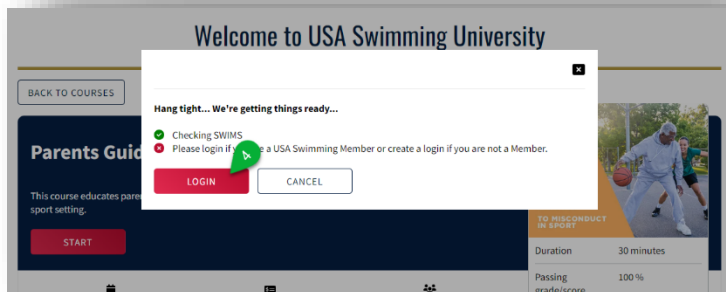 Welcome to USA Swimming University
BACK TO COURSES
Hang tight... We're getting things ready...
Checking SWIMS
Please login if e a USA Swimming Member or create a login if you are not a Member.
4
LOGIN
CANCEL
Parents Guid
This course educates pare
sport setting.
START
TO MISCONDUCT
IN SPORT
Duration 30 minutes
Passing 100 %
grade/score